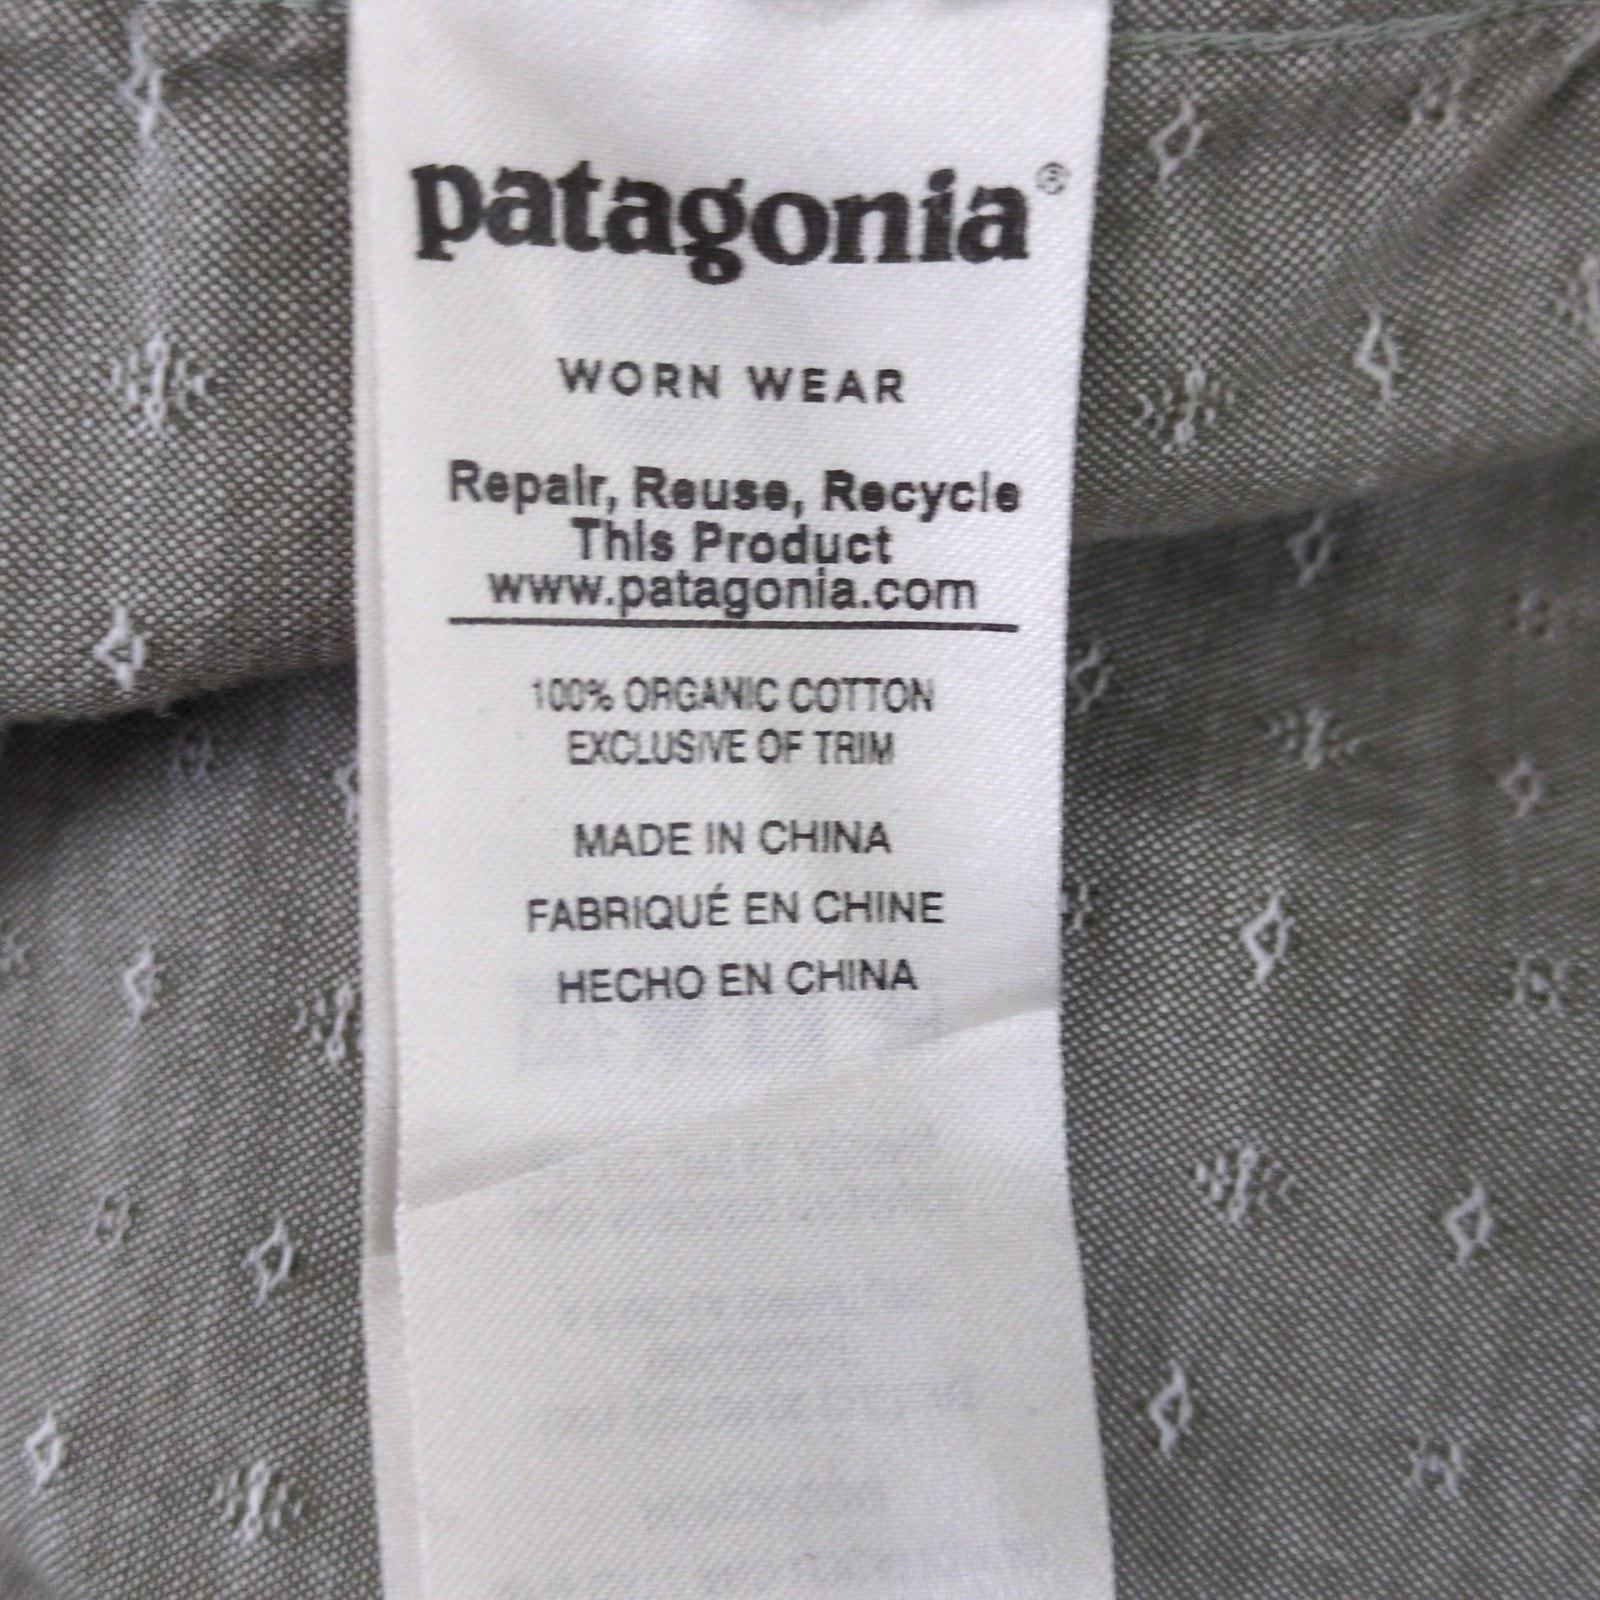 patagonia®
WORN WEAR
Repair, Reuse, Recycle
This Product
www.patagonia.com
100% ORGANIC COTTON
EXCLUSIVE OF TRIM
MADE IN CHINA
FABRIQUÉ EN CHINE
HECHO EN CHINA